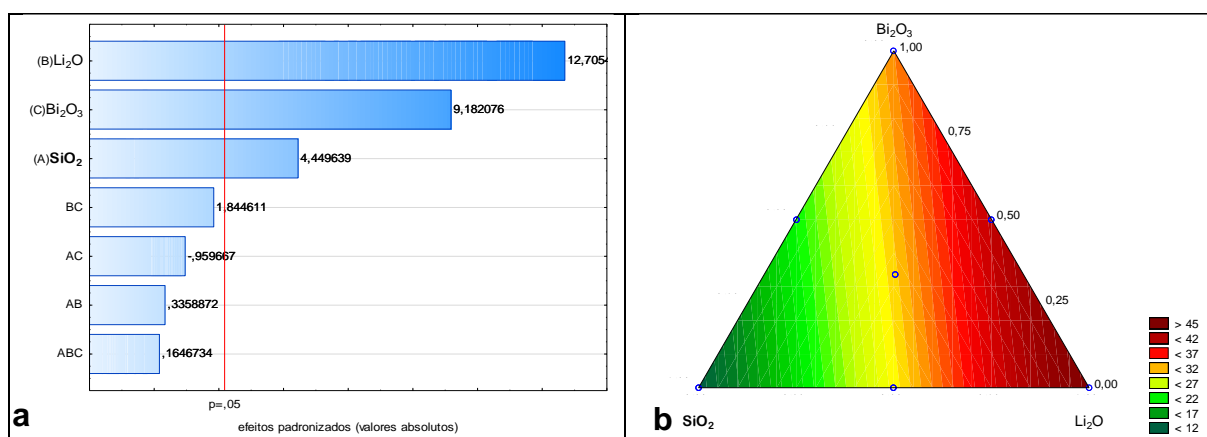 (B)Li₂O
12,7054
(C)Bi₂O₃
9,182076
(A)SiO₂
4,449639
BC
1,844611
AC
-,959667
AB
,3358872
ABC
,1646734
p=,05
efeitos padronizados (valores absolutos)
a
Bi₂O₃
1,00
0,75
0,50
0,25
0,00
b
SiO₂
Li₂O
> 45
< 42
< 37
< 32
< 27
< 22
< 17
< 12